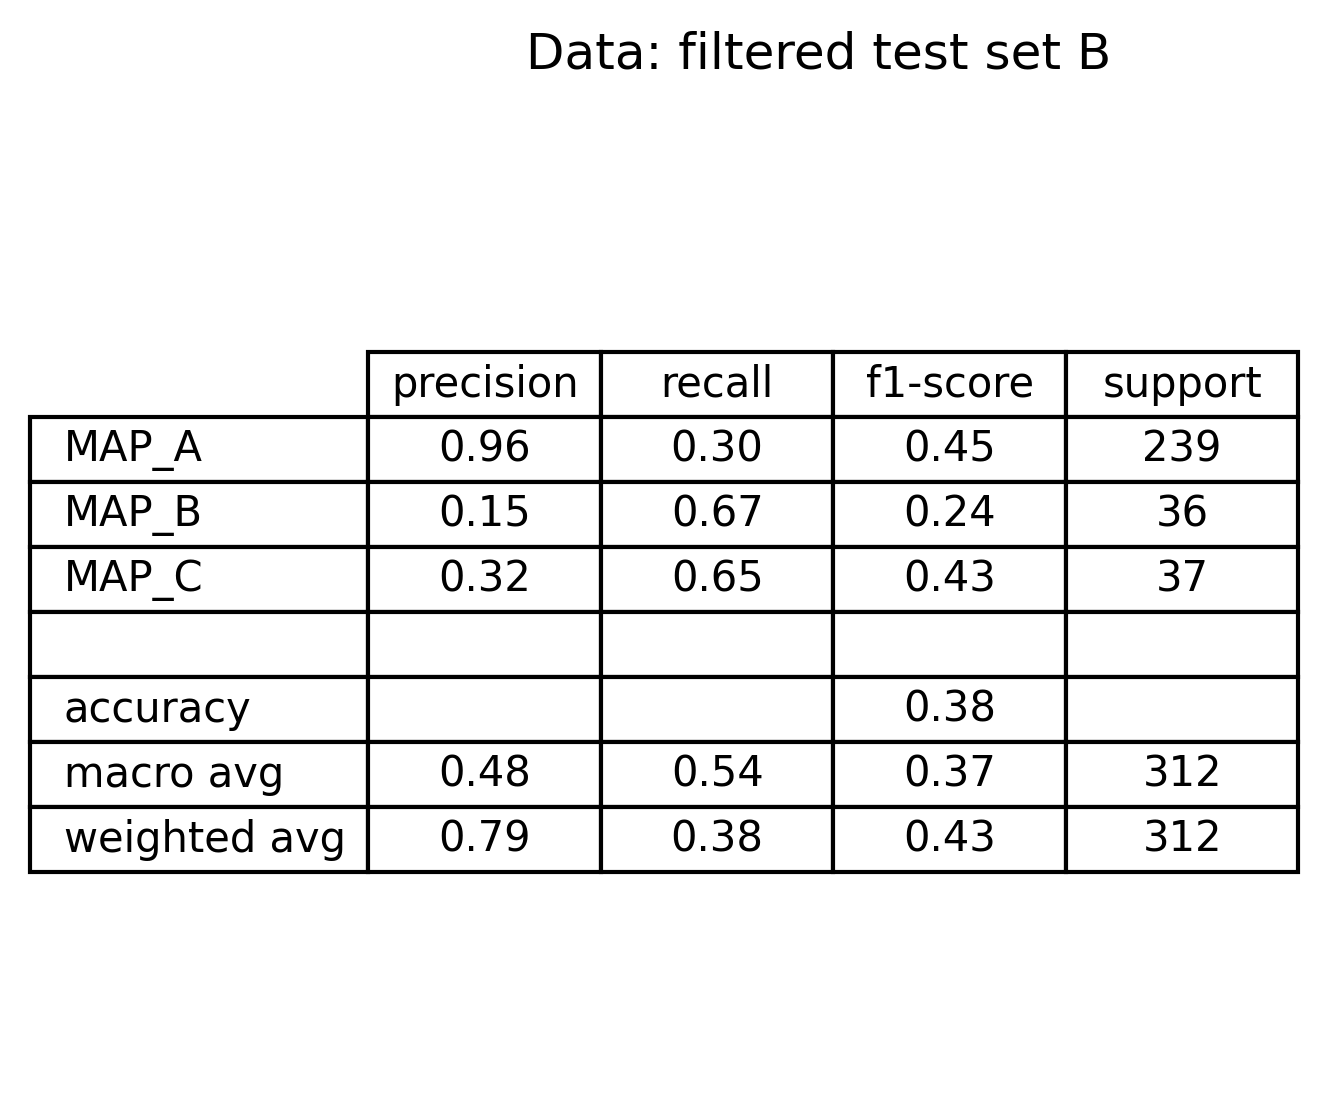 Data: filtered test set B
precision recall f1-score support
MAP_A 0.96 0.30 0.45 239
MAP_B 0.15 0.67 0.24 36
MAP_C 0.32 0.65 0.43 37
accuracy 0.38
macro avg 0.48 0.54 0.37 312
weighted avg 0.79 0.38 0.43 312